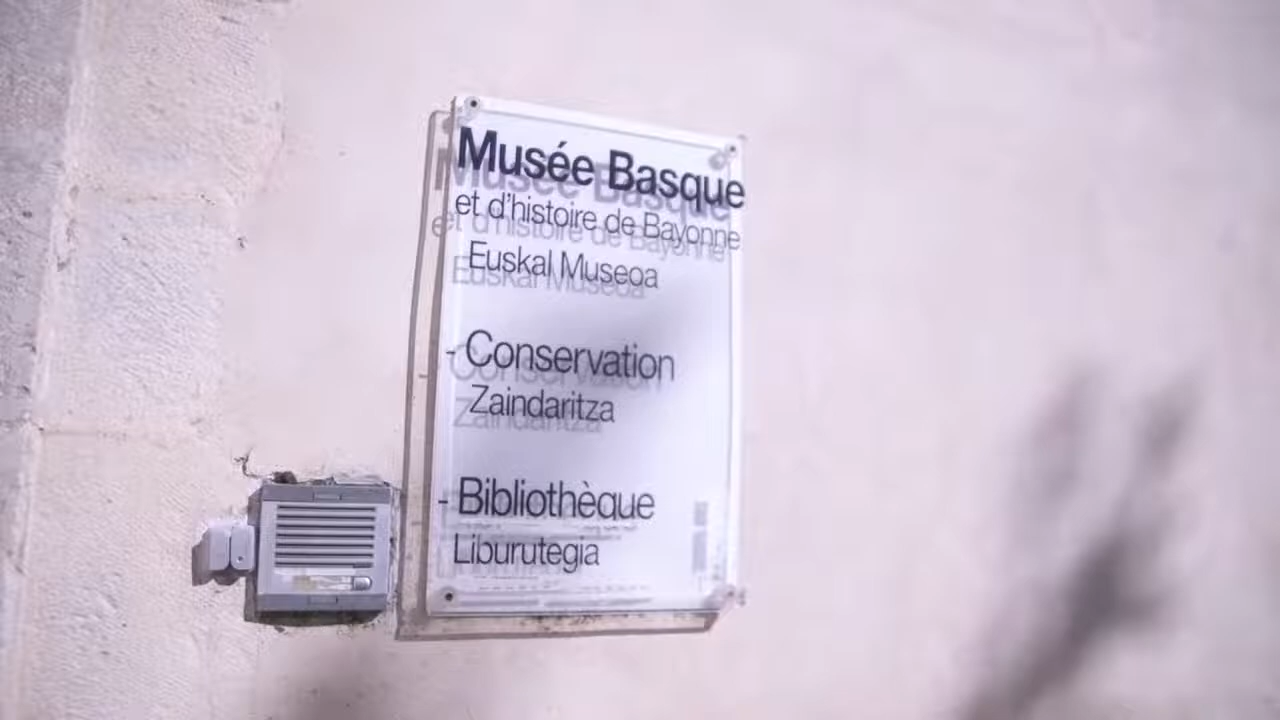 Musée Basque
et d'histoire de Bayonne
Euskal Museoa
- Conservation
Zaindaritza
- Bibliothèque
Liburutegia